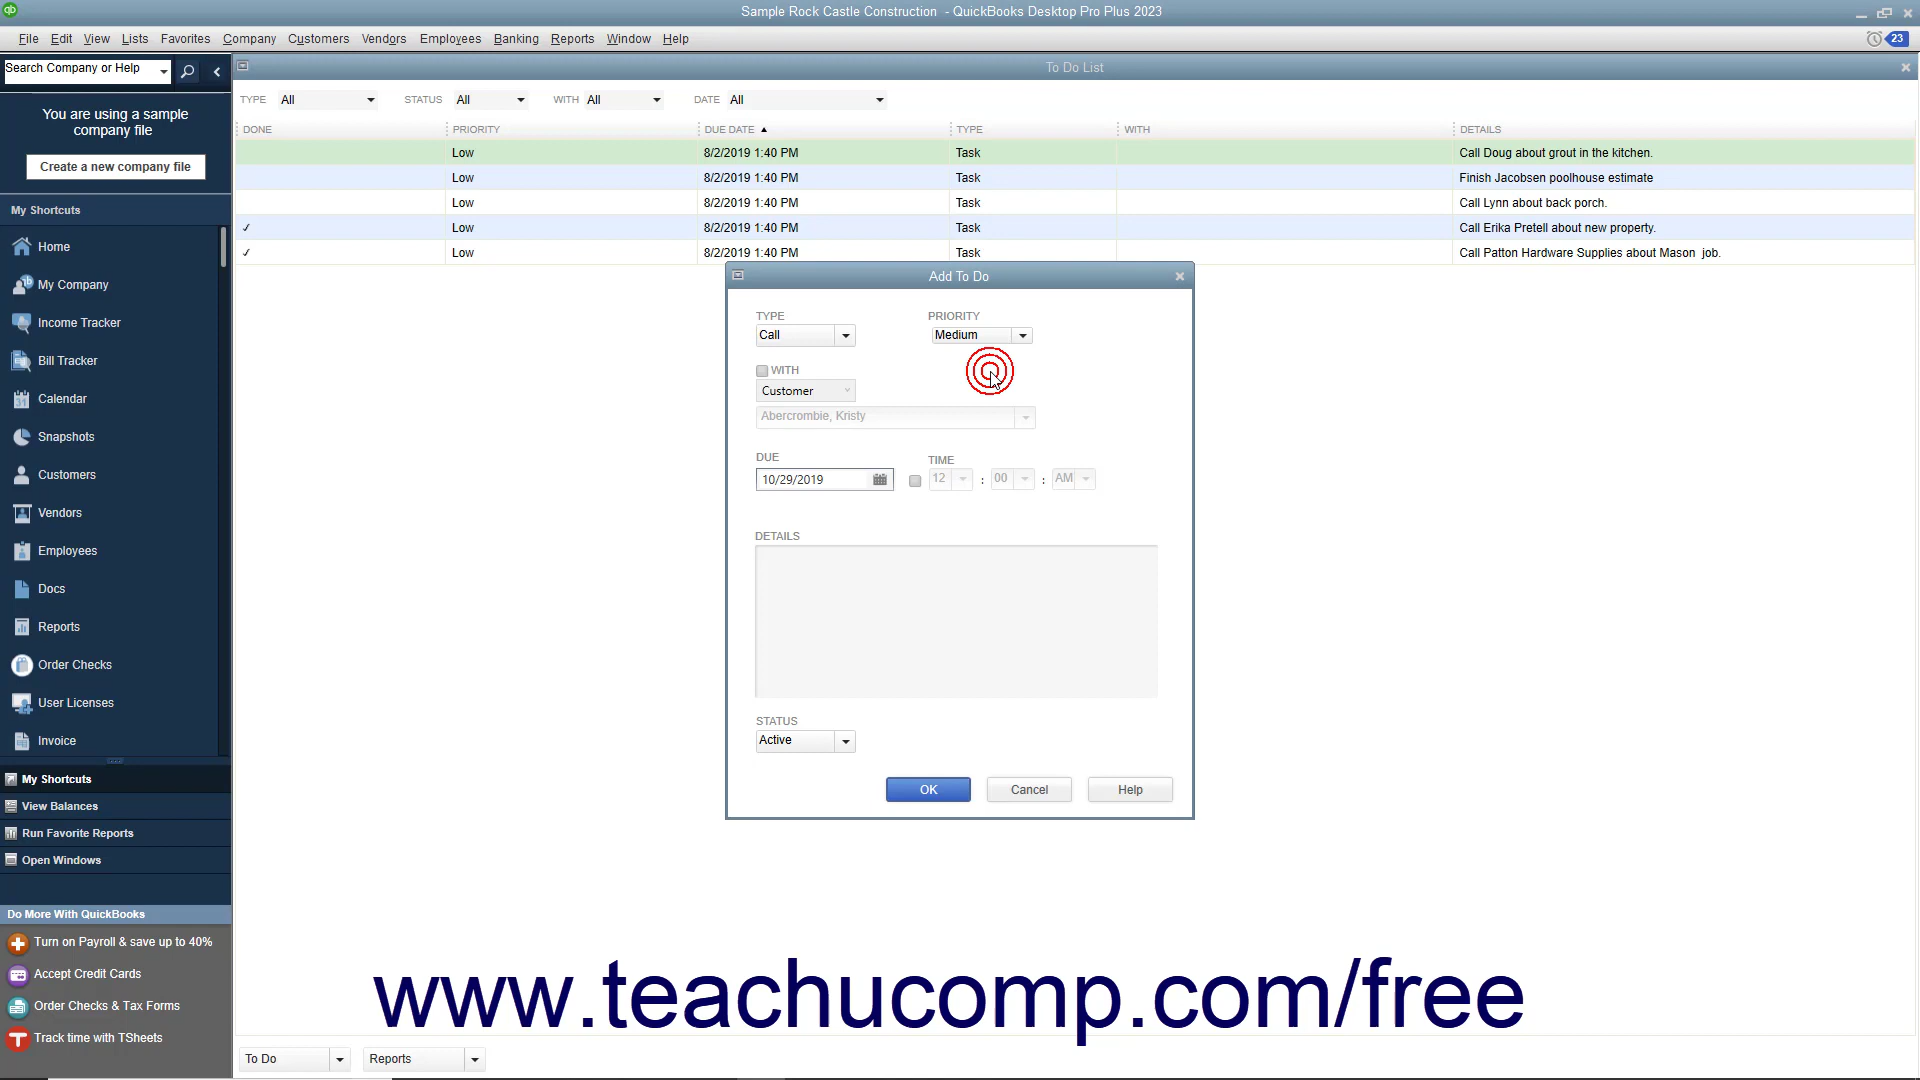 qb
Sample Rock Castle Construction - QuickBooks Desktop Pro Plus 2023
File Edit View Lists Favorites Company Customers Vendors Employees Banking Reports Window Help
23
Search Company or Help
To Do List
You are using a sample
company file
Create a new company file
My Shortcuts
Home
My Company
Income Tracker
Bill Tracker
Calendar
Snapshots
Customers
Vendors
Employees
Docs
Reports
Order Checks
User Licenses
Invoice
My Shortcuts
View Balances
Run Favorite Reports
Open Windows
Do More With QuickBooks
Turn on Payroll & save up to 40%
Accept Credit Cards
Order Checks & Tax Forms
Track time with TSheets
TYPE All STATUS All WITH All DATE All
DONE PRIORITY DUE DATE TYPE WITH DETAILS
Low 8/2/2019 1:40 PM Task Call Doug about grout in the kitchen.
Low 8/2/2019 1:40 PM Task Finish Jacobsen poolhouse estimate
Low 8/2/2019 1:40 PM Task Call Lynn about back porch.
✓ Low 8/2/2019 1:40 PM Task Call Erika Pretell about new property.
✓ Low 8/2/2019 1:40 PM Task Call Patton Hardware Supplies about Mason job.
Add To Do
TYPE PRIORITY
Call Medium
WITH
Customer
Abercrombie, Kristy
DUE TIME
10/29/2019 12 : 00 : AM
DETAILS
STATUS
Active
OK Cancel Help
www.teachucomp.com/free
To Do Reports